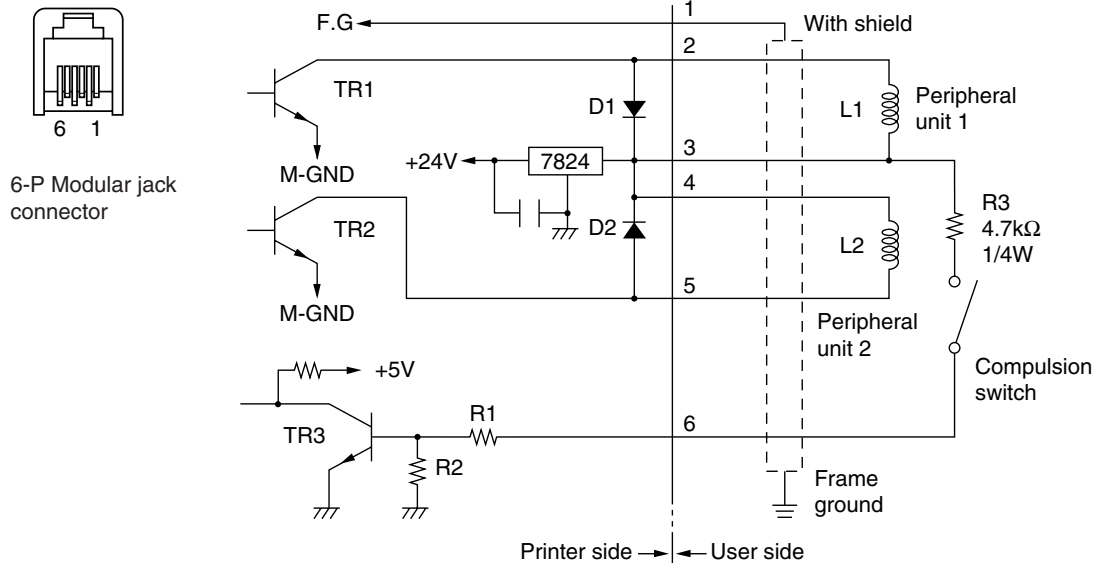 6 1
6-P Modular jack
connector
F.G
1
With shield
2
TR1
D1
L1
Peripheral
unit 1
M-GND
+24V
7824
3
4
TR2
D2
L2
R3
4.7kΩ
1/4W
M-GND
5
Peripheral
unit 2
+5V
Compulsion
switch
TR3
R1
6
R2
Frame
ground
Printer side
User side